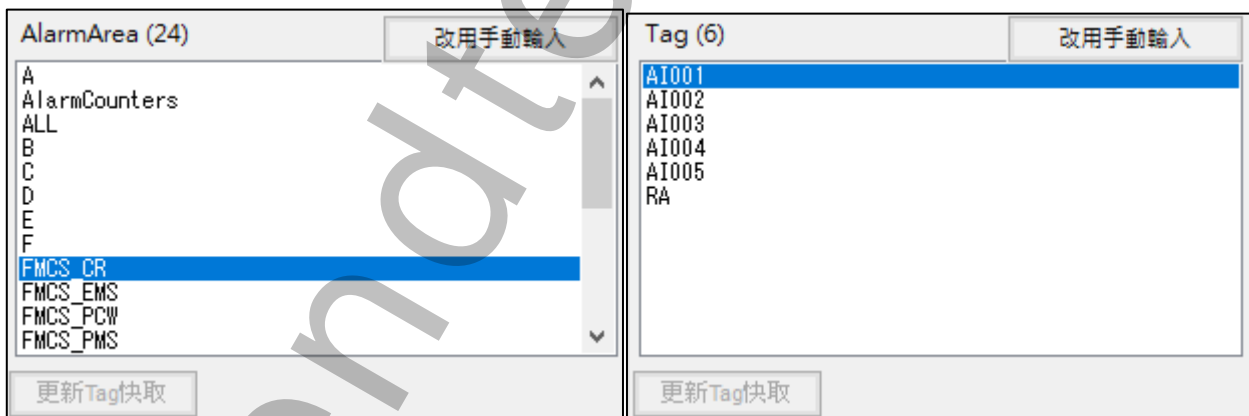 AlarmArea (24)
改用手動輸入
A
AlarmCounters
ALL
B
C
D
E
F
FMCS_CR
FMCS_EMS
FMCS_PCW
FMCS_PMS
更新Tag快取
Tag (6)
改用手動輸入
AI001
AI002
AI003
AI004
AI005
RA
更新Tag快取